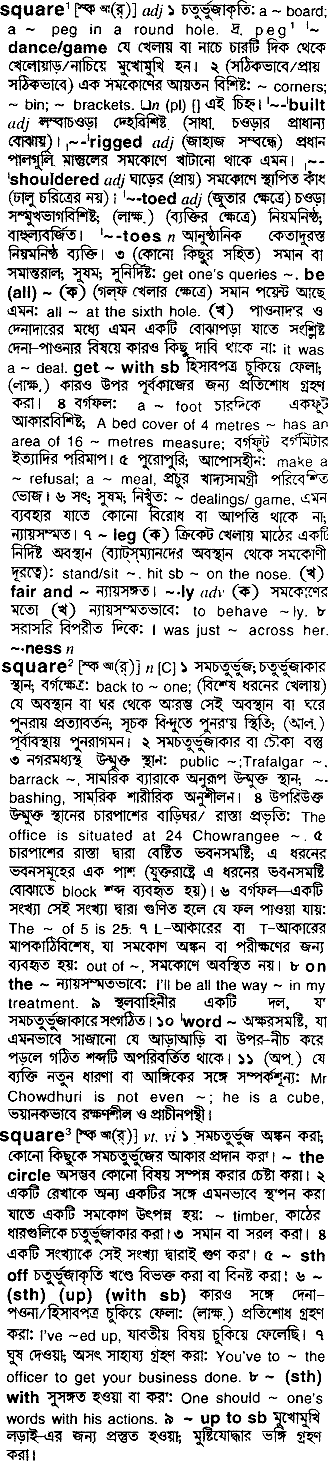 square¹ [স্ক আ(র্)] adj ১ চতুর্ভুজাকৃতি: a ~ board;
a ~ peg in a round hole. দ্র. peg¹ ¹~
dance/game যে খেলায় বা নাচে চারটি দিক থেকে
খেলোয়াড়/নাচিয়ে মুখোমুখি হন। ২ (সঠিকভাবে/প্রায়
সঠিকভাবে) এক সমকোণের আয়তন বিশিষ্ট: ~ corners;
~ bin; ~ brackets. ❑n (pl) [] এই চিহ্ন। ˈ~-ˈbuilt
adj লম্বাচওড়া দেহবিশিষ্ট (সাধা. চওড়ার প্রাধান্য
বোঝায়)। ˌ~-ˈrigged adj (জাহাজ সম্বন্ধে) প্রধান
পালগুলি মাস্তুলের সমকোণে খাটানো থাকে এমন। ˌ~-
ˈshouldered adj ঘাড়ের (প্রায়) সমকোণে স্থাপিত কাঁধ
(ঢালু চরিত্রের নয়)। ˈ~-toed adj (জুতার ক্ষেত্রে) চওড়া
সম্মুখভাগবিশিষ্ট; (লাক্ষ.) (ব্যক্তির ক্ষেত্রে) নিয়মনিষ্ঠ;
বাহুল্যবর্জিত। ˈ~-toes n আনুষ্ঠানিক কেতাদুরস্ত
নিয়মনিষ্ঠ ব্যক্তি। ৩ (কোনো কিছুর সহিত) সমান বা
সমান্তরাল; সুষম; সুনির্দিষ্ট: get one's queries ~. be
(all) ~ (ক) (গল্‌ফ খেলার ক্ষেত্রে) সমান পয়েন্ট আছে
এমন: all ~ at the sixth hole. (খ) পাওনাদার ও
দেনাদারের মধ্যে এমন একটি বোঝাপড়া যাতে সংশ্লিষ্ট
দেনা-পাওনার বিষয়ে কারও কিছু দাবি থাকে না: it was
a ~ deal. get ~ with sb হিসাবপত্র চুকিয়ে ফেলা;
(লাক্ষ.) কারও উপর পূর্বকাজের জন্য প্রতিশোধ গ্রহণ
করা। ৪ বর্গফল: a ~ foot চারদিকে একফুট
আকারবিশিষ্ট; A bed cover of 4 metres ~ has an
area of 16 ~ metres measure; বর্গফুট বর্গমিটার
ইত্যাদির পরিমাপ। ৫ পুরোপুরি; আপোসহীন: make a
~ refusal; a ~ meal, প্রচুর খাদ্যসামগ্রী পরিবেশিত
ভোজ। ৬ সৎ; সুষম; নিখুঁত: ~ dealings/ game, এমন
ব্যবহার যাতে কোনো বিরোধ বা আপত্তি থাকে না;
ন্যায়সম্মত। ৭ ~ leg (ক) ক্রিকেট খেলায় মাঠের একটি
নির্দিষ্ট অবস্থান (ব্যাটসম্যানদের অবস্থান থেকে সমকোণী
দূরত্বে): stand/sit ~. hit sb ~ on the nose. (খ)
fair and ~ ন্যায়সঙ্গত। ~·ly adv (ক) সমকোণের
মতো (খ) ন্যায়সম্মতভাবে: to behave ~ly. ৮
সরাসরি বিপরীত দিকে: I was just ~ across her.
~·ness n
square² [স্ক আ(র্)] n [C] ১ সমচতুর্ভুজ; চতুর্ভুজাকার
স্থান; বর্গক্ষেত্র: back to ~ one; (বিশেষ ধরনের খেলায়)
যে অবস্থান বা ঘর থেকে আরম্ভ সেই অবস্থান বা ঘরে
পুনরায় প্রত্যাবর্তন; সূচক বিন্দুতে পুনরায় স্থিতি; (আল.)
পূর্বাবস্থায় পুনরাগমন। ২ সমচতুর্ভুজাকার বা চৌকা বস্তু
৩ নগরমধ্যস্থ উন্মুক্ত স্থান: public ~;Trafalgar ~.
barrack ~, সামরিক ব্যারাকে অনুরূপ উন্মুক্ত স্থান; ~-
bashing, সামরিক শারীরিক অনুশীলন। ৪ উপরিউক্ত
উন্মুক্ত স্থানের চারপাশের বাড়িঘর/ রাস্তা প্রভৃতি: The
office is situated at 24 Chowrangee ~. ৫
চারপাশের রাস্তা দ্বারা বেষ্টিত ভবনসমষ্টি; এ ধরনের
ভবনসমূহের এক পাশ (যুক্তরাষ্ট্রে এ ধরনের ভবনসমষ্টি
বোঝাতে block শব্দ ব্যবহৃত হয়)। ৬ বর্গফল—একটি
সংখ্যা সেই সংখ্যা দ্বারা গুণিত হলে যে ফল পাওয়া যায়:
The ~ of 5 is 25. ৭ L-আকারের বা T-আকারের
মাপকাঠিবিশেষ, যা সমকোণ অঙ্কন বা পরীক্ষণের জন্য
ব্যবহৃত হয়: out of ~, সমকোণে অবস্থিত নয়। ৮ on
the ~ ন্যায়সম্মতভাবে: I'll be all the way ~ in my
treatment. ৯ স্থলবাহিনীর একটি দল, যা
সমচতুর্ভুজাকারে সংগঠিত। ১০ ˈword ~ অক্ষরসমষ্টি, যা
এমনভাবে সাজানো যে আড়াআড়ি বা উপর-নীচ করে
পড়লে গঠিত শব্দটি অপরিবর্তিত থাকে। ১১ (অপ.) যে
ব্যক্তি নতুন ধারণা বা আঙ্গিকের সঙ্গে সম্পর্কশূন্য: Mr
Chowdhuri is not even ~; he is a cube,
ভয়ানকভাবে রক্ষণশীল ও প্রাচীনপন্থী।
square³ [স্ক আ(র্)] vt. vi ১ সমচতুর্ভুজ অঙ্কন করা;
কোনো কিছুকে সমচতুর্ভুজের আকার প্রদান করা। ~ the
circle অসম্ভব কোনো বিষয় সম্পন্ন করার চেষ্টা করা। ২
একটি রেখাকে অন্য একটির সঙ্গে এমনভাবে স্থাপন করা
যাতে একটি সমকোণ উৎপন্ন হয়: ~ timber, কাঠের
ধারগুলিকে চতুর্ভুজাকার করা। ৩ সমান বা সরল করা। ৪
একটি সংখ্যাকে সেই সংখ্যা দ্বারাই গুণ করা। ৫ ~ sth
off চতুর্ভুজাকৃতি খণ্ডে বিভক্ত করা বা বিনষ্ট করা। ৬ ~
(sth) (up) (with sb) কারও সঙ্গে দেনা-
পাওনা/হিসাবপত্র চুকিয়ে ফেলা: (লাক্ষ.) প্রতিশোধ গ্রহণ
করা: I've ~ed up, যাবতীয় বিষয় চুকিয়ে ফেলেছি। ৭
ঘুষ দেওয়া; অসৎ সাহায্য গ্রহণ করা: You've to ~ the
officer to get your business done. ৮ ~ (sth)
with সুসঙ্গত হওয়া বা করা: One should ~ one's
words with his actions. ৯ ~ up to sb মুখোমুখি
লড়াই-এর জন্য প্রস্তুত হওয়া; মুষ্টিযোদ্ধার ভঙ্গি গ্রহণ
করা।